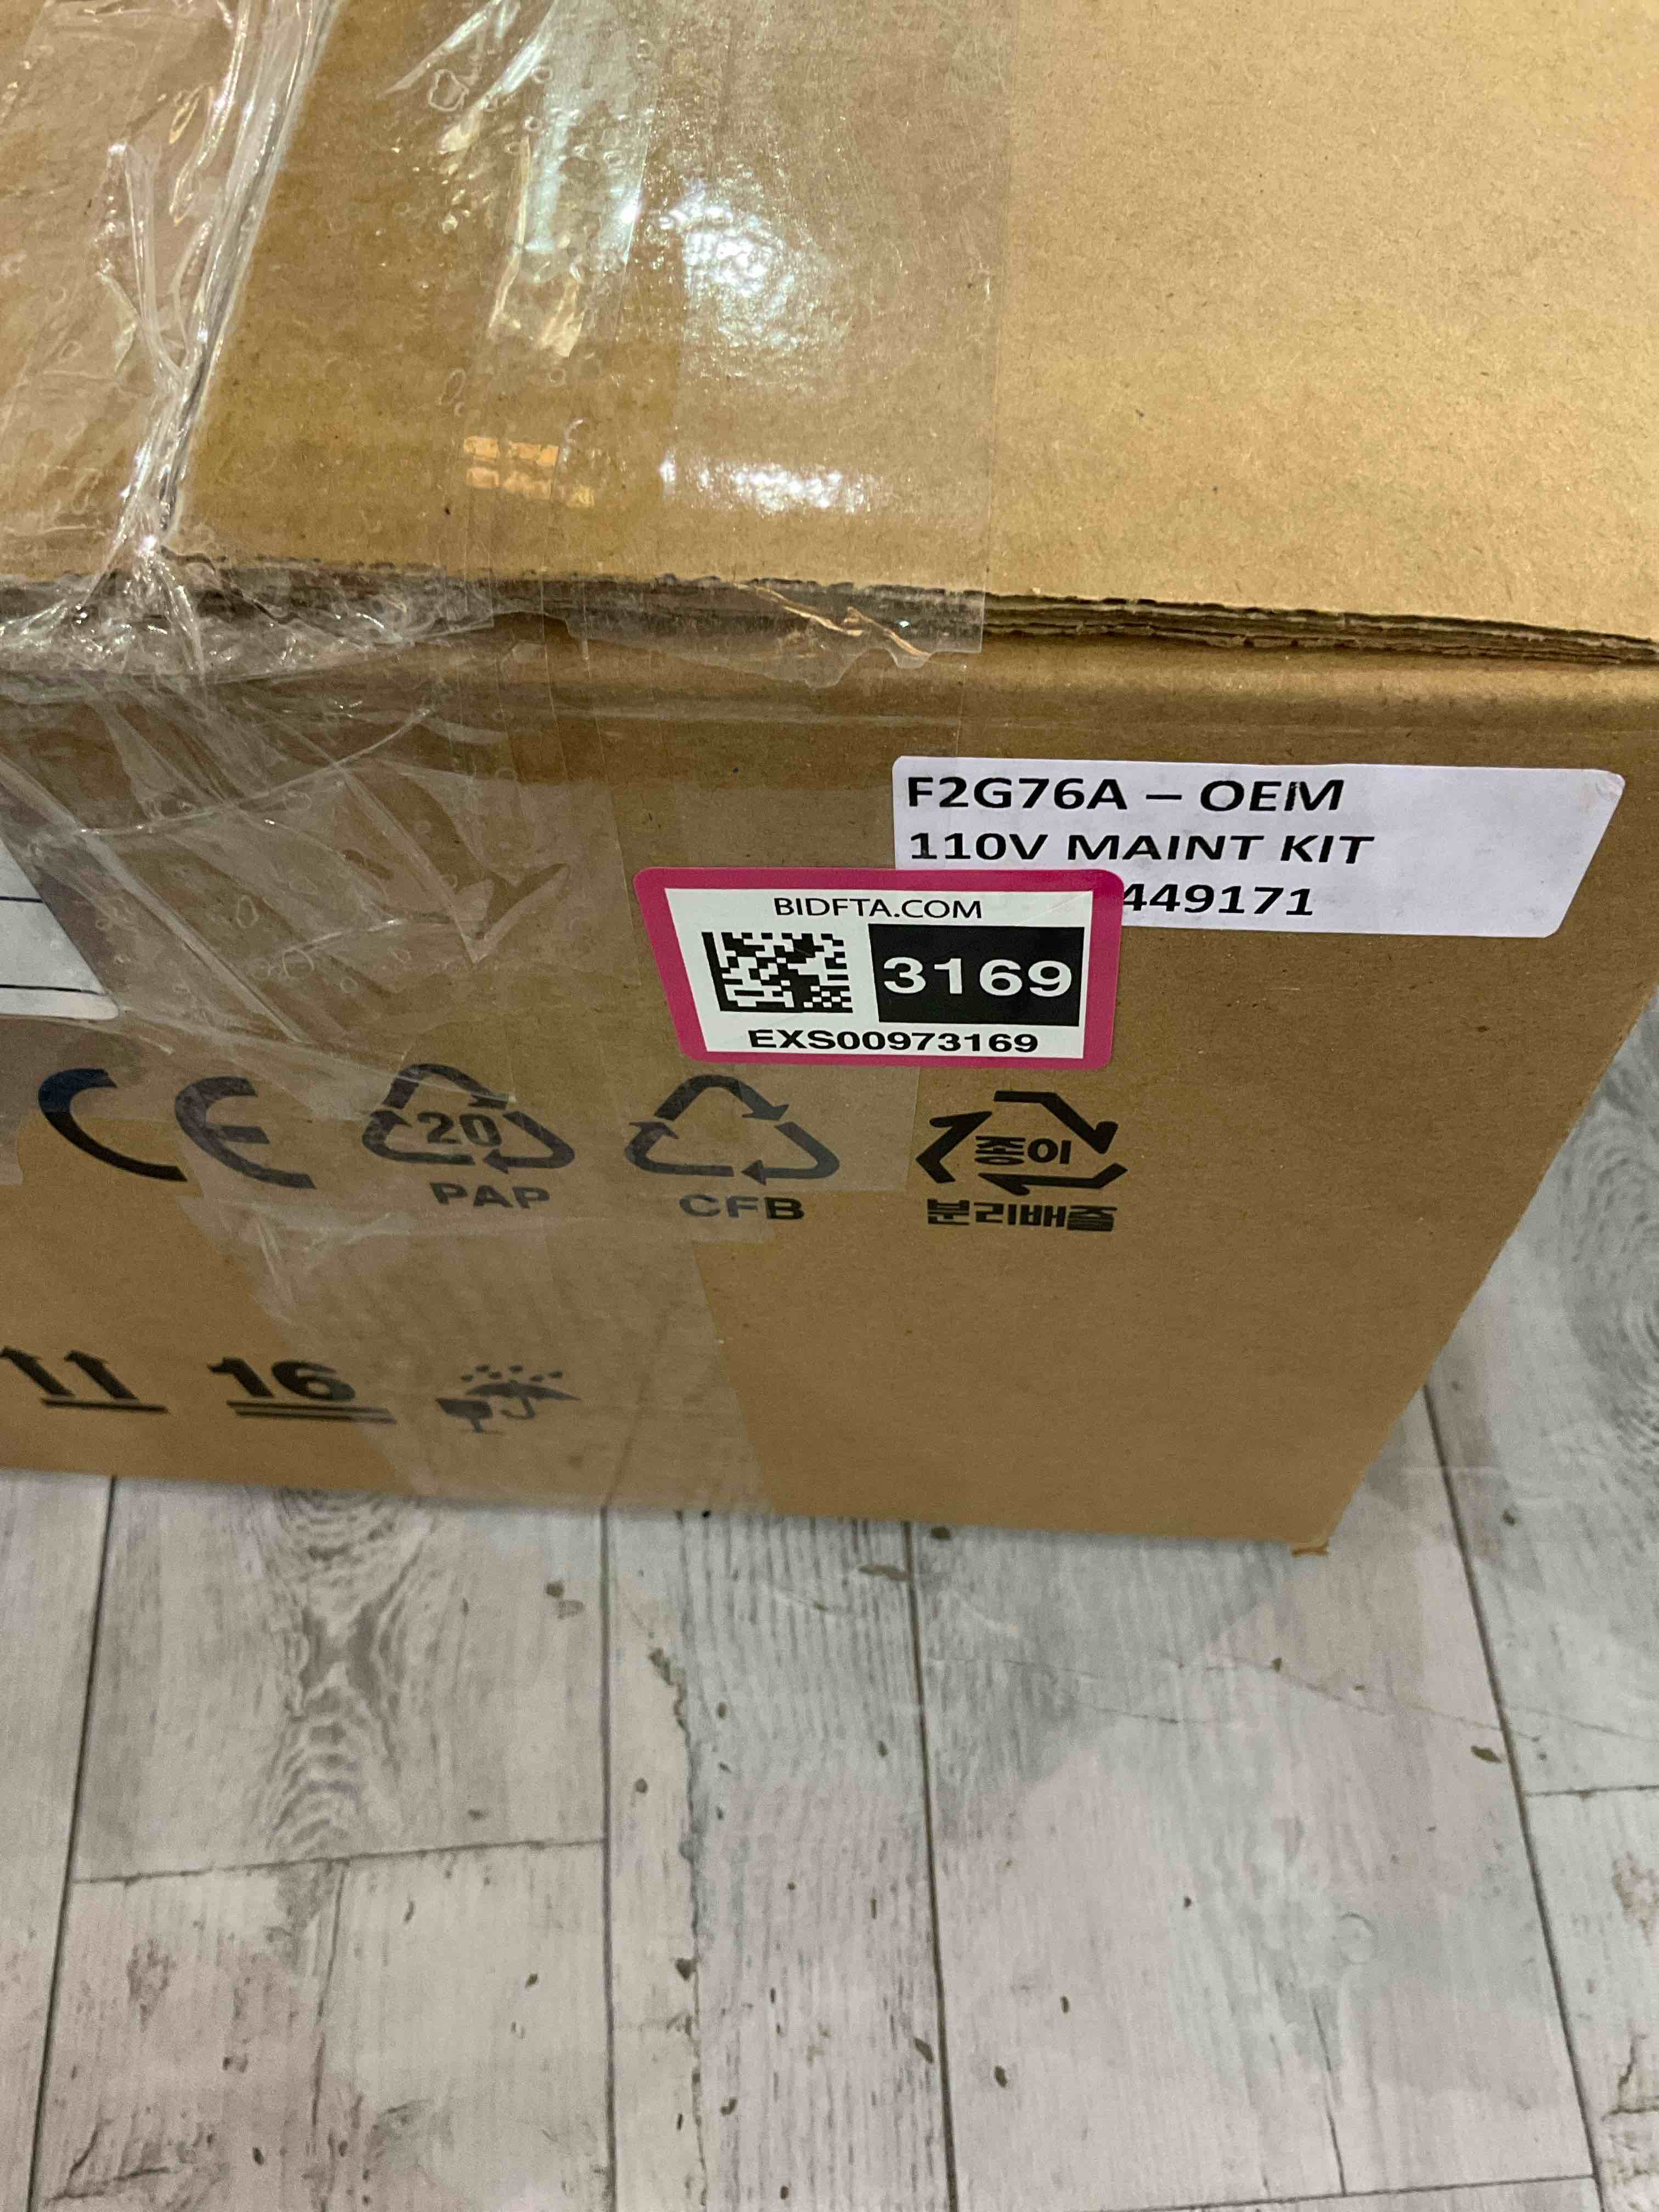 F2G76A – OEM
110V MAINT KIT
449171
BIDFTA.COM
3169
EXS00973169
CE
20
PAP
CFB
종이
분리배출
16